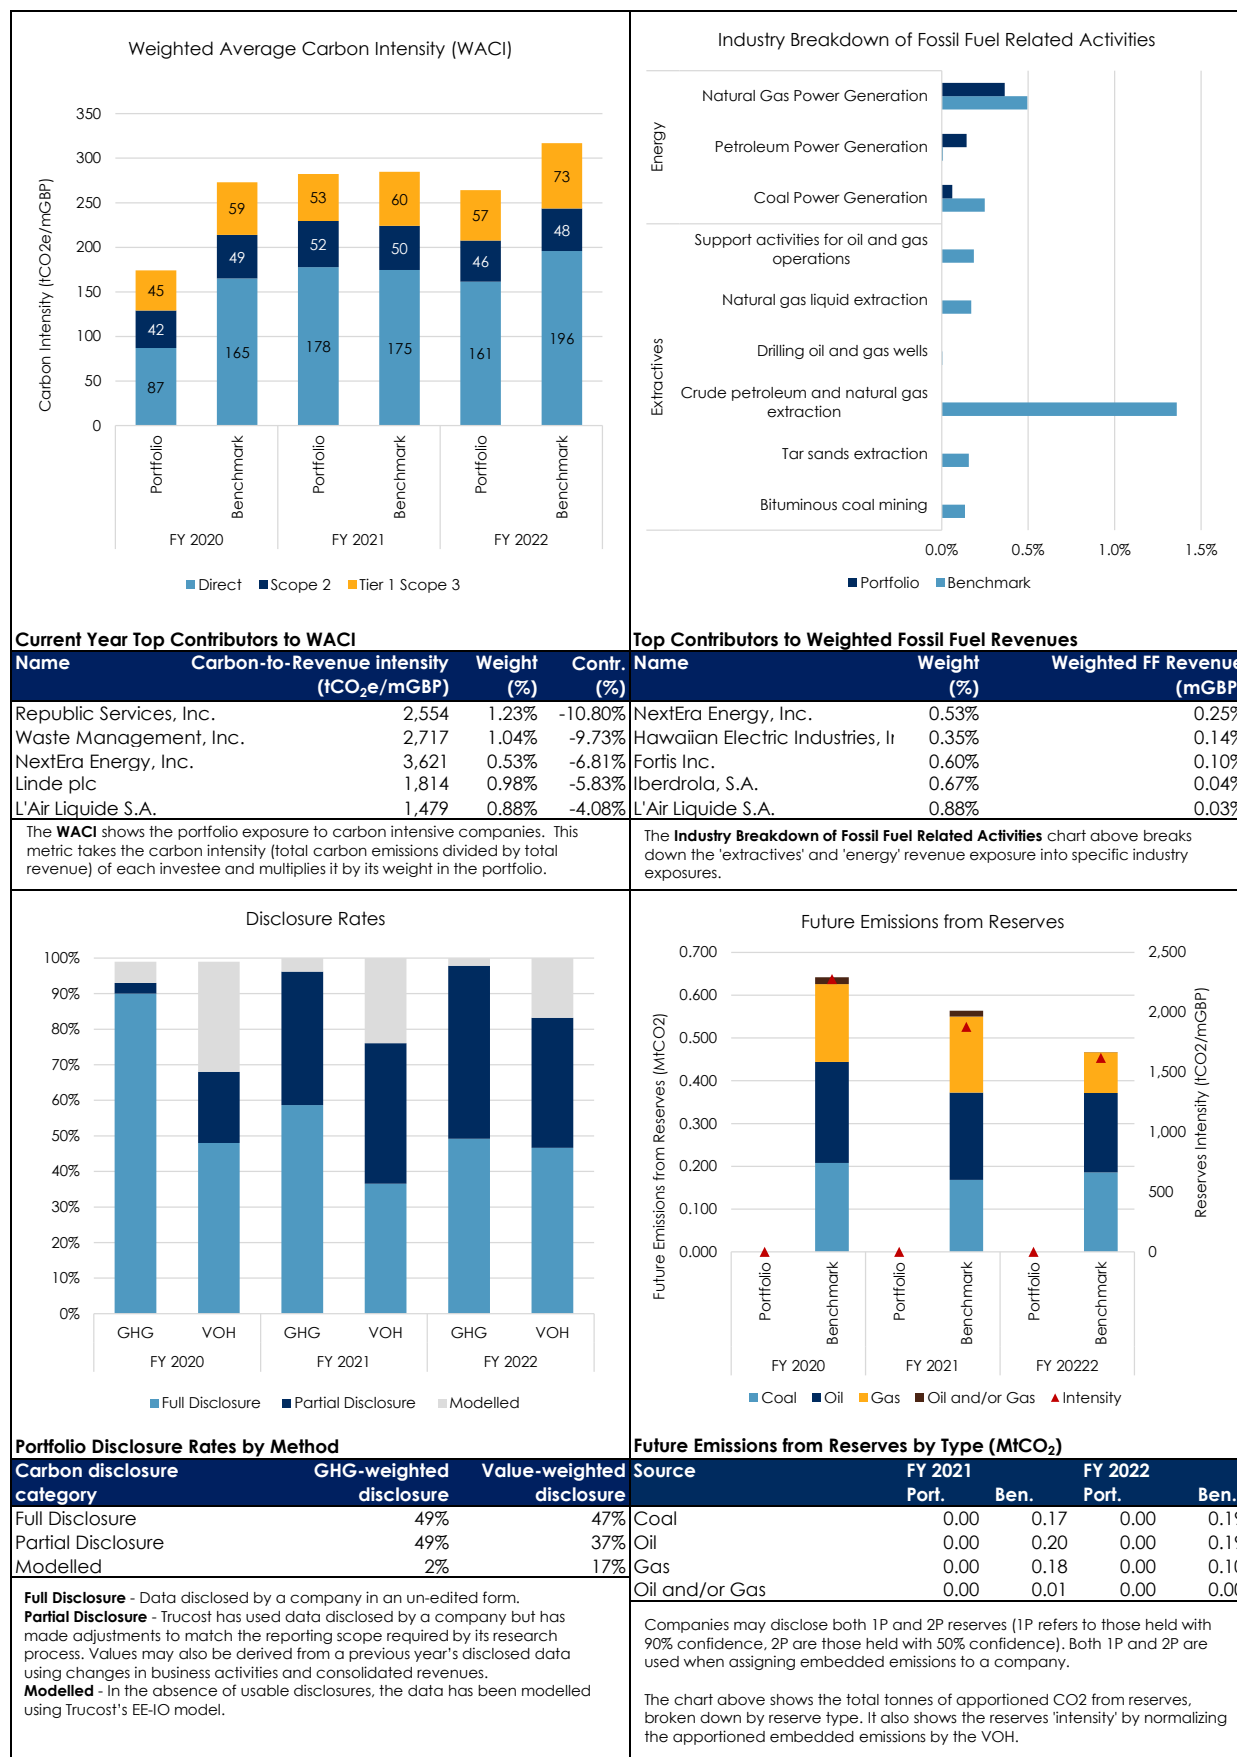 Weighted Average Carbon Intensity (WACI)
Carbon Intensity (tCO2e/mGBP)
350
300
250
200
150
100
50
0
45
42
87
59
49
165
53
52
178
60
50
175
57
46
161
73
48
196
Portfolio
Benchmark
Portfolio
Benchmark
Portfolio
Benchmark
FY 2020 FY 2021 FY 2022
Direct Scope 2 Tier 1 Scope 3
Industry Breakdown of Fossil Fuel Related Activities
Energy
Natural Gas Power Generation
Petroleum Power Generation
Coal Power Generation
Extractives
Support activities for oil and gas
operations
Natural gas liquid extraction
Drilling oil and gas wells
Crude petroleum and natural gas
extraction
Tar sands extraction
Bituminous coal mining
0.0% 0.5% 1.0% 1.5%
Portfolio Benchmark
Current Year Top Contributors to WACI
Name Carbon-to-Revenue intensity Weight Contr.
(tCO2e/mGBP) (%) (%)
Republic Services, Inc. 2,554 1.23% -10.80%
Waste Management, Inc. 2,717 1.04% -9.73%
NextEra Energy, Inc. 3,621 0.53% -6.81%
Linde plc 1,814 0.98% -5.83%
L'Air Liquide S.A. 1,479 0.88% -4.08%
The WACI shows the portfolio exposure to carbon intensive companies. This
metric takes the carbon intensity (total carbon emissions divided by total
revenue) of each investee and multiplies it by its weight in the portfolio.
Top Contributors to Weighted Fossil Fuel Revenues
Name Weight Weighted FF Revenue
(%) (mGBP
NextEra Energy, Inc. 0.53% 0.25%
Hawaiian Electric Industries, Ir 0.35% 0.14%
Fortis Inc. 0.60% 0.10%
Iberdrola, S.A. 0.67% 0.04%
L'Air Liquide S.A. 0.88% 0.03%
The Industry Breakdown of Fossil Fuel Related Activities chart above breaks
down the 'extractives' and 'energy' revenue exposure into specific industry
exposures.
Disclosure Rates
100%
90%
80%
70%
60%
50%
40%
30%
20%
10%
0%
GHG VOH GHG VOH GHG VOH
FY 2020 FY 2021 FY 2022
Full Disclosure Partial Disclosure Modelled
Future Emissions from Reserves
Future Emissions from Reserves (MtCO2)
0.700
0.600
0.500
0.400
0.300
0.200
0.100
0.000
2,500
2,000
1,500
1,000
500
0
Reserves Intensity (tCO2/mGBP)
Portfolio
Benchmark
Portfolio
Benchmark
Portfolio
Benchmark
FY 2020 FY 2021 FY 20222
Coal Oil Gas Oil and/or Gas Intensity
Portfolio Disclosure Rates by Method
Carbon disclosure GHG-weighted Value-weighted
category disclosure disclosure
Full Disclosure 49% 47%
Partial Disclosure 49% 37%
Modelled 2% 17%
Full Disclosure - Data disclosed by a company in an un-edited form.
Partial Disclosure - Trucost has used data disclosed by a company but has
made adjustments to match the reporting scope required by its research
process. Values may also be derived from a previous year's disclosed data
using changes in business activities and consolidated revenues.
Modelled - In the absence of usable disclosures, the data has been modelled
using Trucost's EE-IO model.
Future Emissions from Reserves by Type (MtCO2)
Source FY 2021 FY 2022
Port. Ben. Port. Ben.
Coal 0.00 0.17 0.00 0.19
Oil 0.00 0.20 0.00 0.19
Gas 0.00 0.18 0.00 0.10
Oil and/or Gas 0.00 0.01 0.00 0.00
Companies may disclose both 1P and 2P reserves (1P refers to those held with
90% confidence, 2P are those held with 50% confidence). Both 1P and 2P are
used when assigning embedded emissions to a company.
The chart above shows the total tonnes of apportioned CO2 from reserves,
broken down by reserve type. It also shows the reserves 'intensity' by normalizing
the apportioned embedded emissions by the VOH.